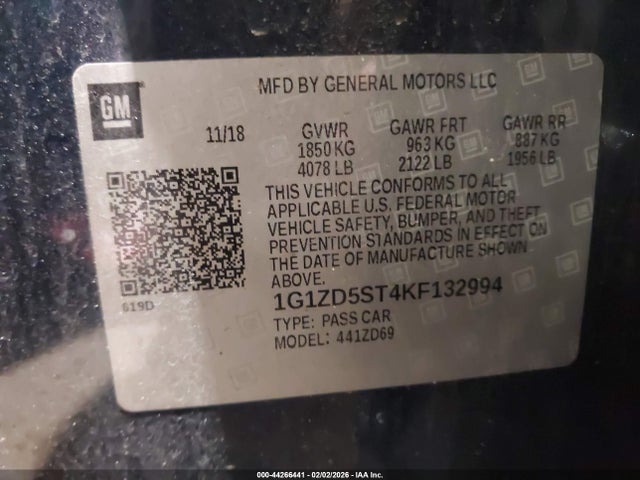 GM
MFD BY GENERAL MOTORS LLC
11/18
GVWR GAWR FRT GAWR RR
1850 KG 963 KG 887 KG
4078 LB 2122 LB 1956 LB
THIS VEHICLE CONFORMS TO ALL
APPLICABLE U.S. FEDERAL MOTOR
VEHICLE SAFETY, BUMPER, AND THEFT
PREVENTION STANDARDS IN EFFECT ON
THE DATE OF MANUFACTURE SHOWN
ABOVE.
619D
1G1ZD5ST4KF132994
TYPE: PASS CAR
MODEL: 441ZD69
000-44266441 - 02/02/2026 - IAA Inc.